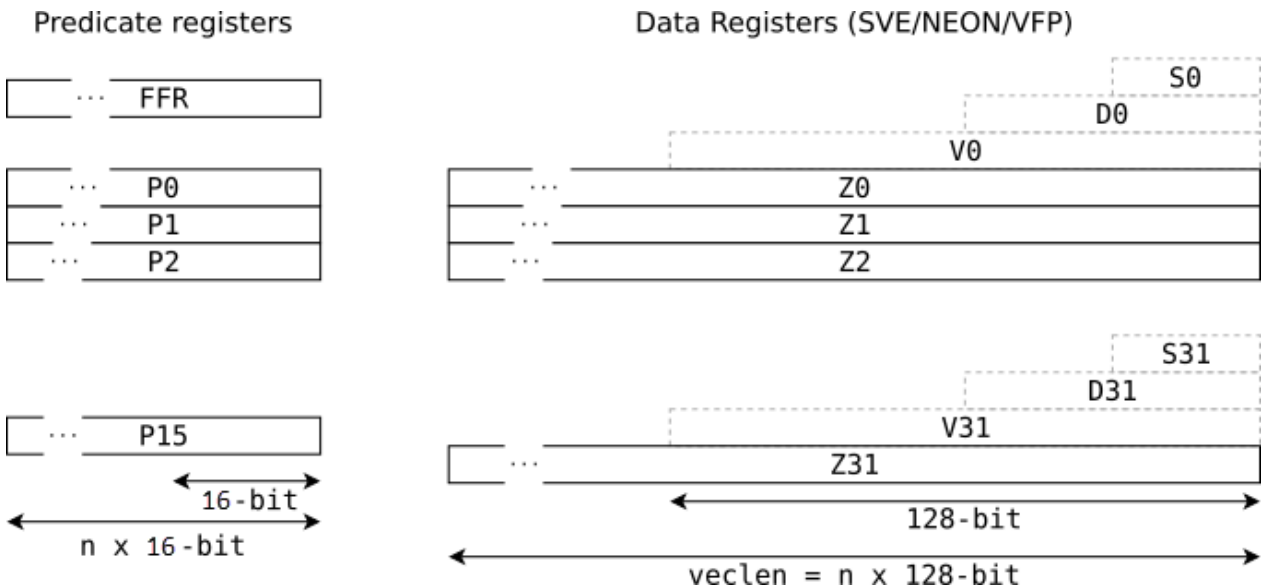 Predicate registers
Data Registers (SVE/NEON/VFP)
S0
... FFR
D0
V0
... P0
... Z0
... P1
... Z1
... P2
... Z2
S31
D31
... P15
V31
... Z31
16-bit
128-bit
n x 16-bit
veclen = n x 128-bit